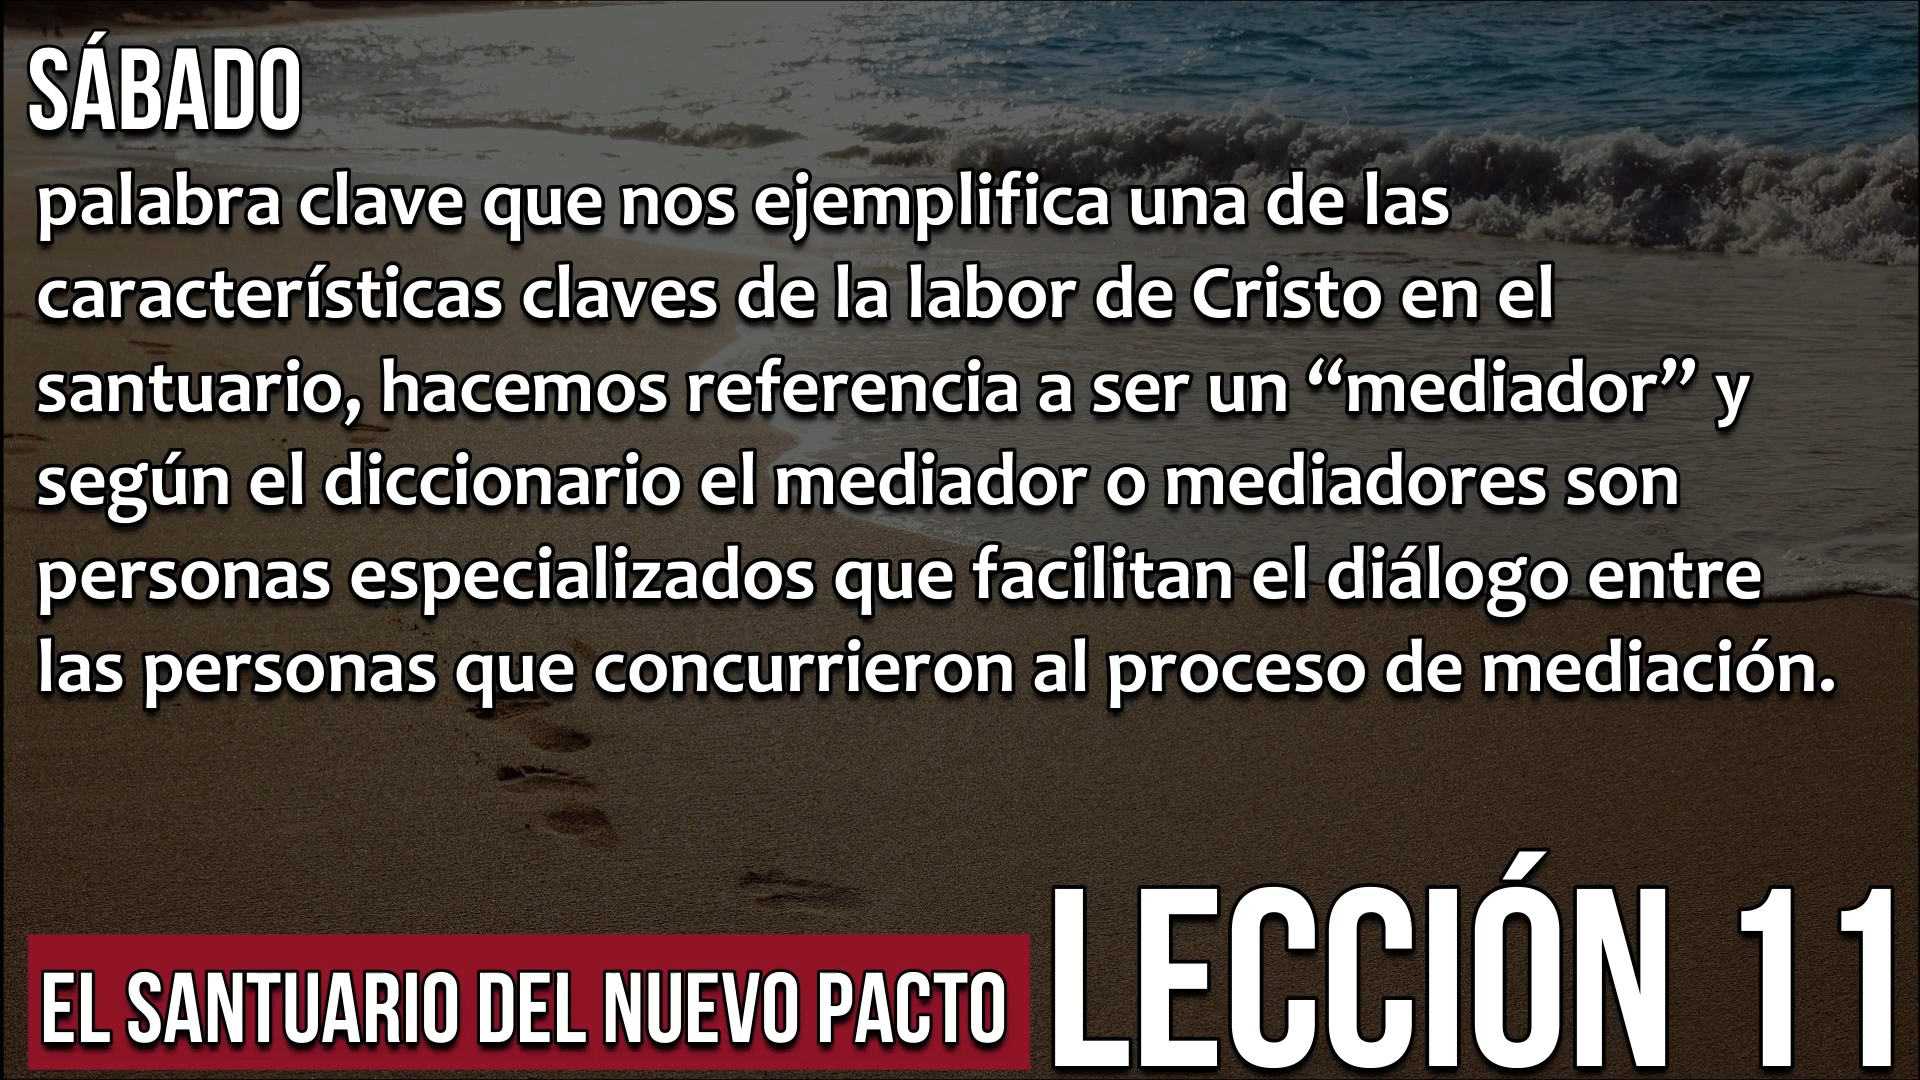 SÁBADO
palabra clave que nos ejemplifica una de las
características claves de la labor de Cristo en el
santuario, hacemos referencia a ser un “mediador” y
según el diccionario el mediador o mediadores son
personas especializados que facilitan el diálogo entre
las personas que concurrieron al proceso de mediación.
EL SANTUARIO DEL NUEVO PACTO
LECCIÓN 11